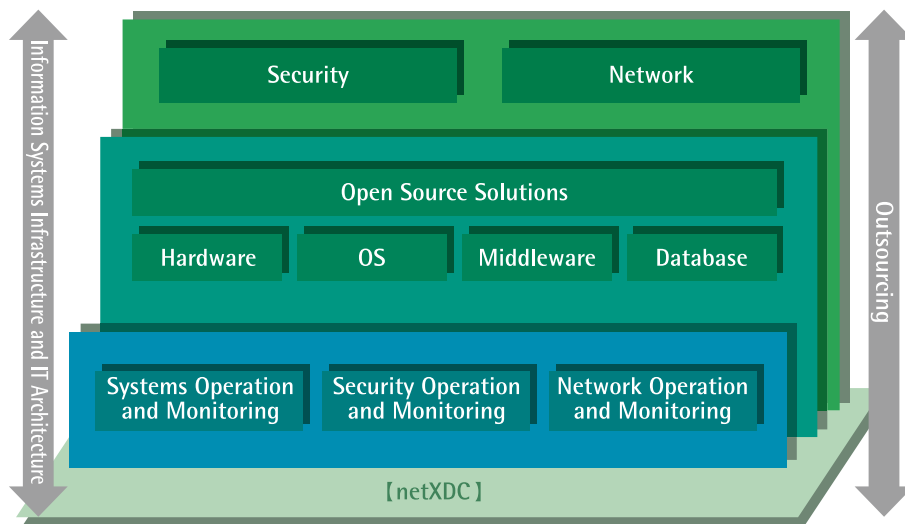 Information Systems Infrastructure and IT Architecture
Security
Network
Open Source Solutions
Hardware
OS
Middleware
Database
Systems Operation
and Monitoring
Security Operation
and Monitoring
Network Operation
and Monitoring
【netXDC】
Outsourcing